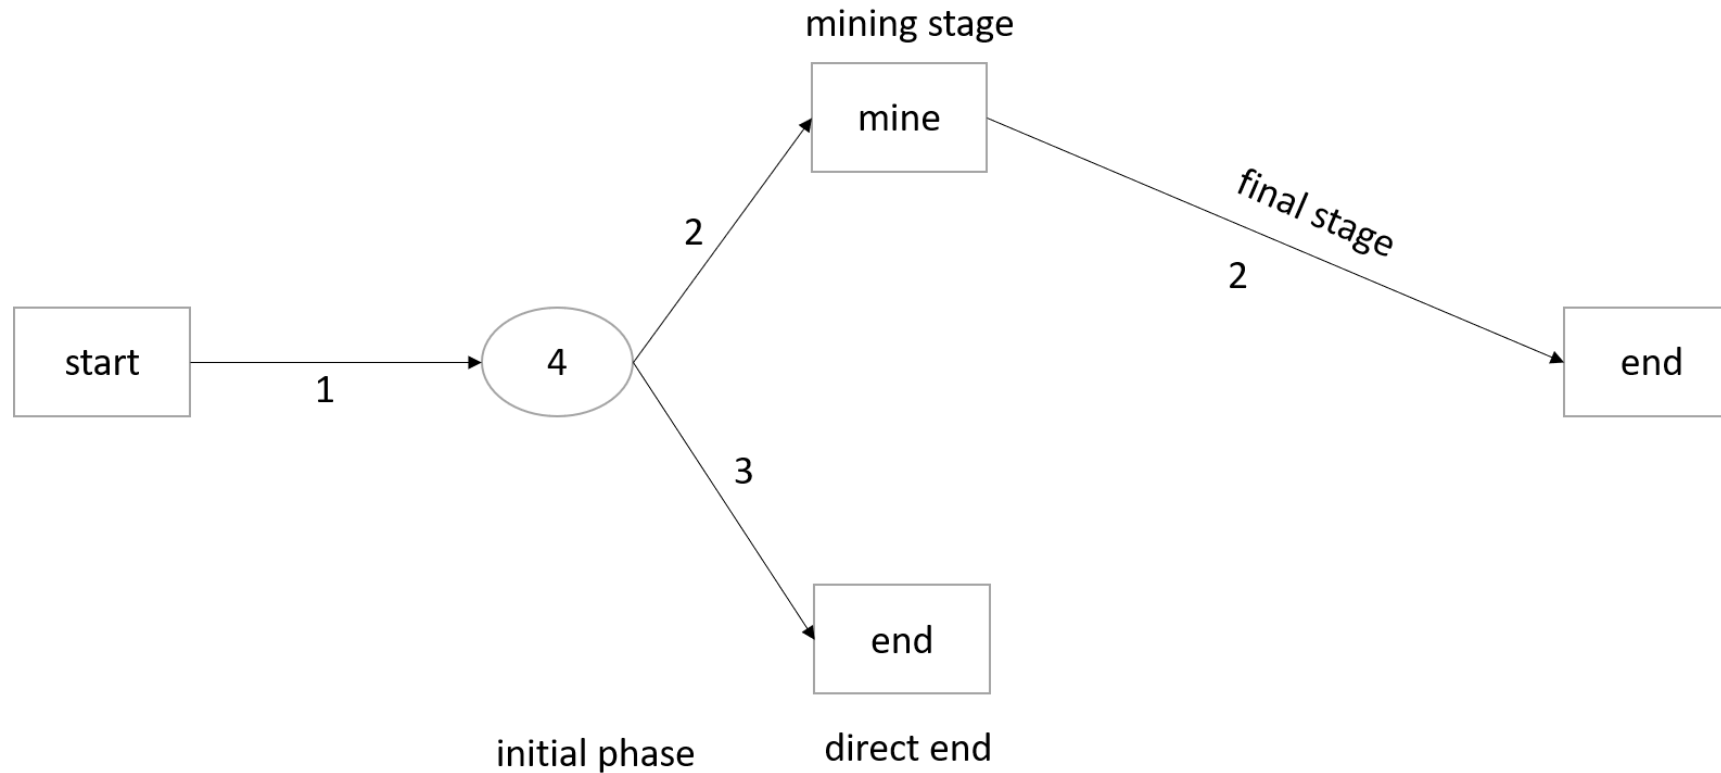 mining stage
mine
final stage
2
2
start
4
end
1
3
end
initial phase
direct end